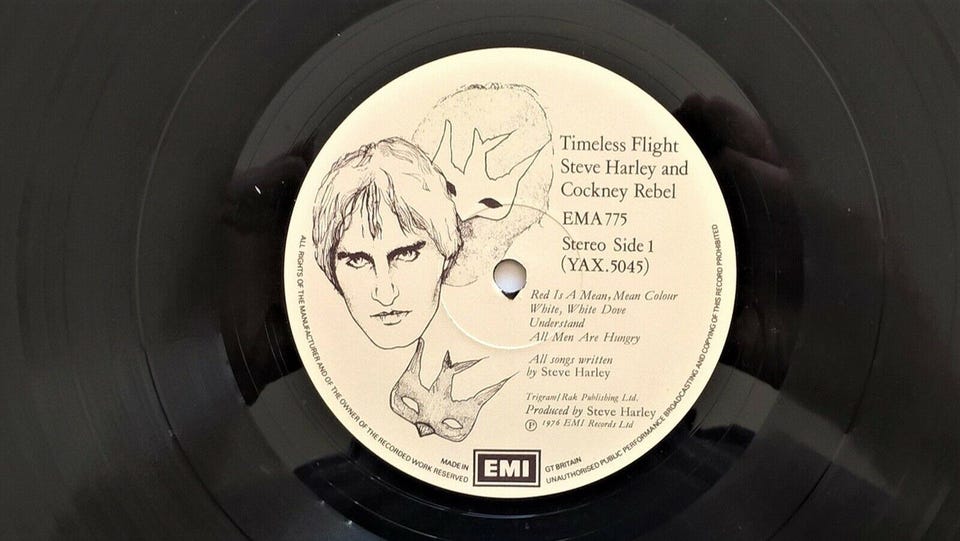 Timeless Flight
Steve Harley and
Cockney Rebel
EMA 775
Stereo Side 1
(YAX.5045)
Red Is A Mean, Mean Colour
White, White Dove
Understand
All Men Are Hungry
All songs written
by Steve Harley
Trigram/Rak Publishing Ltd.
Produced by Steve Harley
Ⓟ 1976 EMI Records Ltd
ALL RIGHTS OF THE MANUFACTURER AND OF THE OWNER OF THE RECORDED WORK RESERVED
MADE IN
EMI
GT BRITAIN
UNAUTHORISED PUBLIC PERFORMANCE BROADCASTING AND COPYING OF THIS RECORD PROHIBITED